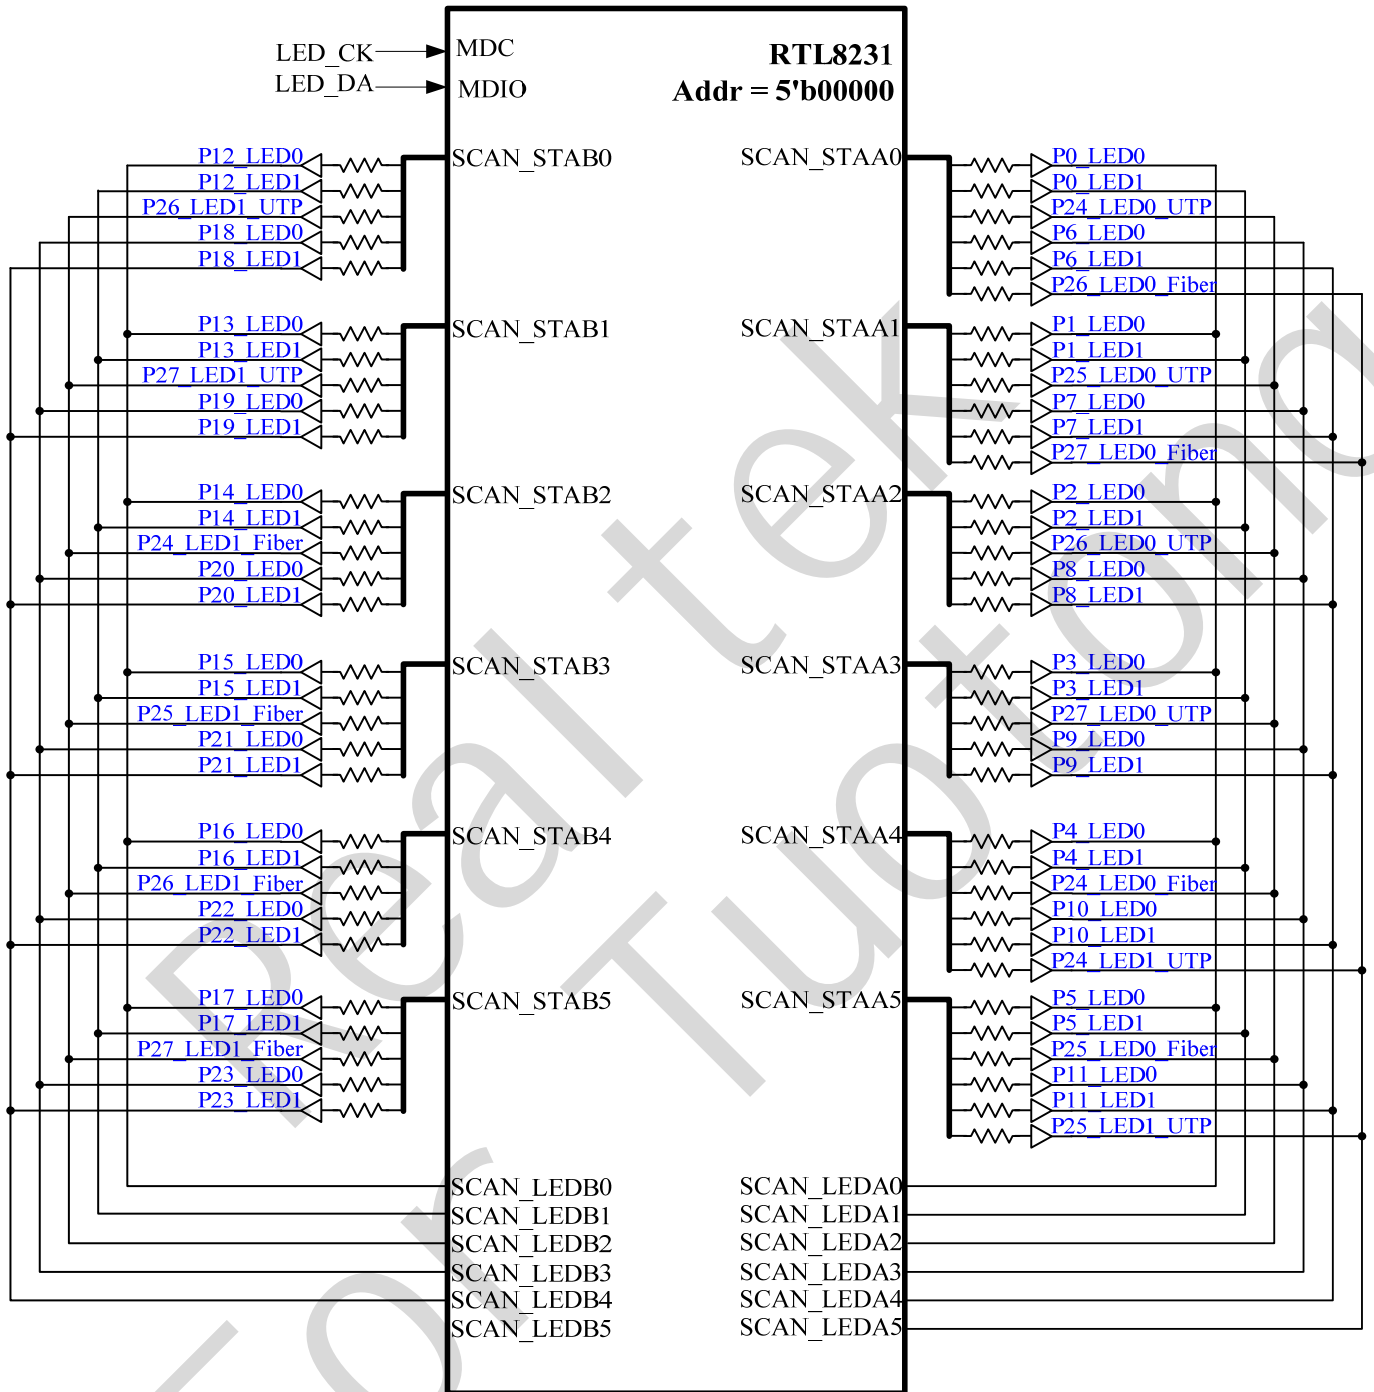 LED_CK
MDC
RTL8231
LED_DA
MDIO
Addr = 5'b00000
SCAN_STAB0
P12_LED0
P12_LED1
P26_LED1_UTP
P18_LED0
P18_LED1
SCAN_STAB1
P13_LED0
P13_LED1
P27_LED1_UTP
P19_LED0
P19_LED1
SCAN_STAB2
P14_LED0
P14_LED1
P24_LED1_Fiber
P20_LED0
P20_LED1
SCAN_STAB3
P15_LED0
P15_LED1
P25_LED1_Fiber
P21_LED0
P21_LED1
SCAN_STAB4
P16_LED0
P16_LED1
P26_LED1_Fiber
P22_LED0
P22_LED1
SCAN_STAB5
P17_LED0
P17_LED1
P27_LED1_Fiber
P23_LED0
P23_LED1
SCAN_LEDB0
SCAN_LEDB1
SCAN_LEDB2
SCAN_LEDB3
SCAN_LEDB4
SCAN_LEDB5
SCAN_STAA0
P0_LED0
P0_LED1
P24_LED0_UTP
P6_LED0
P6_LED1
P26_LED0_Fiber
SCAN_STAA1
P1_LED0
P1_LED1
P25_LED0_UTP
P7_LED0
P7_LED1
P27_LED0_Fiber
SCAN_STAA2
P2_LED0
P2_LED1
P26_LED0_UTP
P8_LED0
P8_LED1
SCAN_STAA3
P3_LED0
P3_LED1
P27_LED0_UTP
P9_LED0
P9_LED1
SCAN_STAA4
P4_LED0
P4_LED1
P24_LED0_Fiber
P10_LED0
P10_LED1
P24_LED1_UTP
SCAN_STAA5
P5_LED0
P5_LED1
P25_LED0_Fiber
P11_LED0
P11_LED1
P25_LED1_UTP
SCAN_LEDA0
SCAN_LEDA1
SCAN_LEDA2
SCAN_LEDA3
SCAN_LEDA4
SCAN_LEDA5
Realtek
For Tuotong